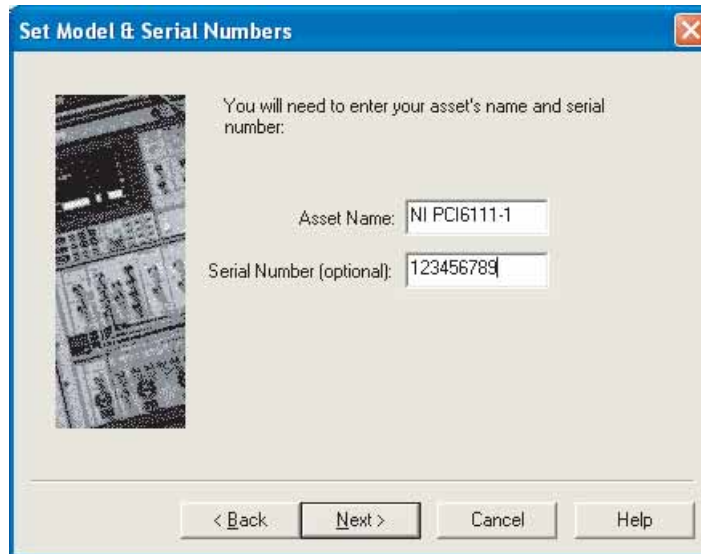 Set Model & Serial Numbers
You will need to enter your asset's name and serial
number:
Asset Name: NI PCI6111-1
Serial Number (optional): 123456789
< Back Next > Cancel Help